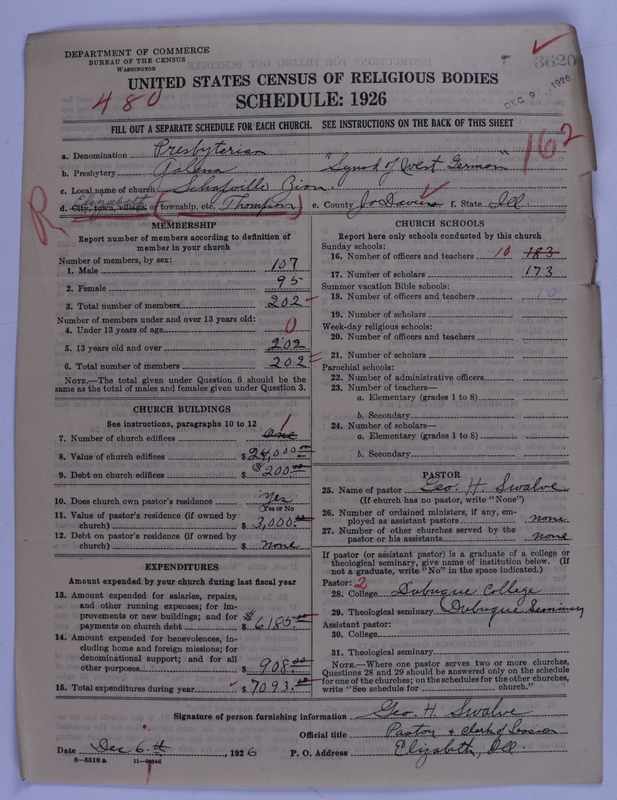 DEPARTMENT OF COMMERCE
BUREAU OF THE CENSUS
WASHINGTON
3620
DEC 9 1926
UNITED STATES CENSUS OF RELIGIOUS BODIES
480
SCHEDULE: 1926
FILL OUT A SEPARATE SCHEDULE FOR EACH CHURCH. SEE INSTRUCTIONS ON THE BACK OF THIS SHEET
162
a. Denomination Presbyterian
b. Presbytery Galena "Synod of West German"
c. Local name of church Schapville Zion.
R
d. City, town, village, or township, etc. Elizabeth Thompson e. County Jo Daviess f. State Ill.
MEMBERSHIP
Report number of members according to definition of
member in your church
Number of members, by sex:
1. Male 107
2. Female 95
3. Total number of members 202
Number of members under and over 13 years old:
4. Under 13 years of age 0
5. 13 years old and over 202
6. Total number of members 202
NOTE.—The total given under Question 6 should be the
same as the total of males and females given under Question 3.
CHURCH BUILDINGS
See instructions, paragraphs 10 to 12
7. Number of church edifices one 1
8. Value of church edifices $24,000.00
9. Debt on church edifices $ $200.00
10. Does church own pastor's residence Yes
Yes or No
11. Value of pastor's residence (if owned by
church) $ 3,000.00
12. Debt on pastor's residence (if owned by
church) $ none
EXPENDITURES
Amount expended by your church during last fiscal year
13. Amount expended for salaries, repairs,
and other running expenses; for im-
provements or new buildings; and for
payments on church debt $ $6185.00
14. Amount expended for benevolences, in-
cluding home and foreign missions; for
denominational support; and for all
other purposes $ 908.00
15. Total expenditures during year $7093.00
CHURCH SCHOOLS
Report here only schools conducted by this church
Sunday schools:
16. Number of officers and teachers 10 183
17. Number of scholars 173
Summer vacation Bible schools:
18. Number of officers and teachers
19. Number of scholars
Week-day religious schools:
20. Number of officers and teachers
21. Number of scholars
Parochial schools:
22. Number of administrative officers
23. Number of teachers—
a. Elementary (grades 1 to 8)
b. Secondary
24. Number of scholars—
a. Elementary (grades 1 to 8)
b. Secondary
PASTOR
25. Name of pastor Geo. H. Swalve
(If church has no pastor, write "None")
26. Number of ordained ministers, if any, em-
ployed as assistant pastors none
27. Number of other churches served by the
pastor or his assistants none
If pastor (or assistant pastor) is a graduate of a college or
theological seminary, give name of institution below. (If
not a graduate, write "No" in the space indicated.)
Pastor: 2
28. College Dubuque College
29. Theological seminary Dubuque Seminary
Assistant pastor:
30. College
31. Theological seminary
NOTE.—Where one pastor serves two or more churches,
Questions 28 and 29 should be answered only on the schedule
for one of the churches; on the schedules for the other churches,
write "See schedule for church."
Signature of person furnishing information Geo. H. Swalve
Official title Pastor & Clerk of Session
Date Dec 6.th, 1926 P. O. Address Elizabeth, Ill.
8—5518a